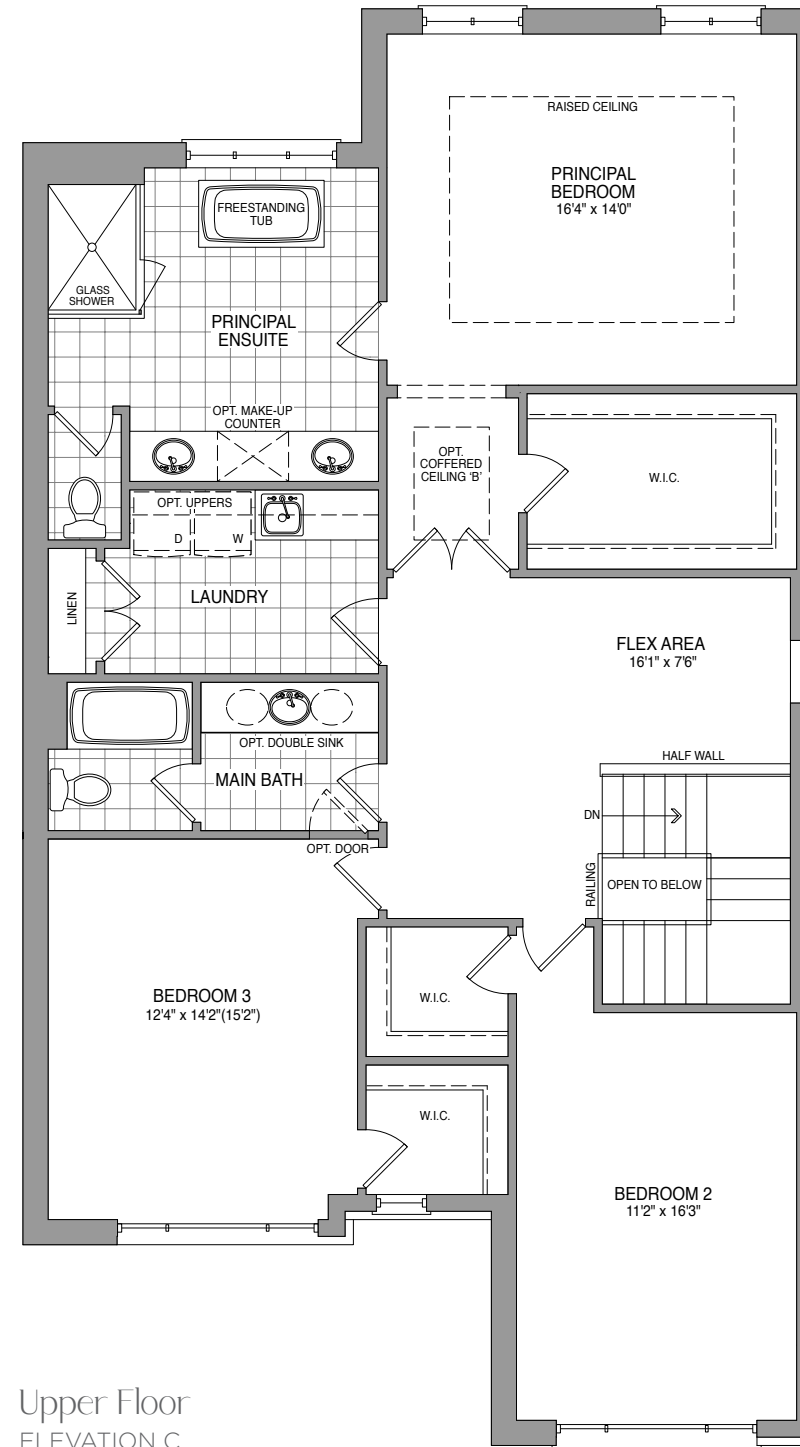 RAISED CEILING
PRINCIPAL
BEDROOM
16'4" x 14'0"
FREESTANDING
TUB
GLASS
SHOWER
PRINCIPAL
ENSUITE
OPT. MAKE-UP
COUNTER
OPT.
COFFERED
CEILING ‘B’
W.I.C.
OPT. UPPERS
D
W
LINEN
LAUNDRY
FLEX AREA
16'1" x 7'6"
OPT. DOUBLE SINK
MAIN BATH
HALF WALL
DN
OPT. DOOR
RAILING
OPEN TO BELOW
BEDROOM 3
12'4" x 14'2"(15'2")
W.I.C.
W.I.C.
BEDROOM 2
11'2" x 16'3"
Upper Floor
ELEVATION C